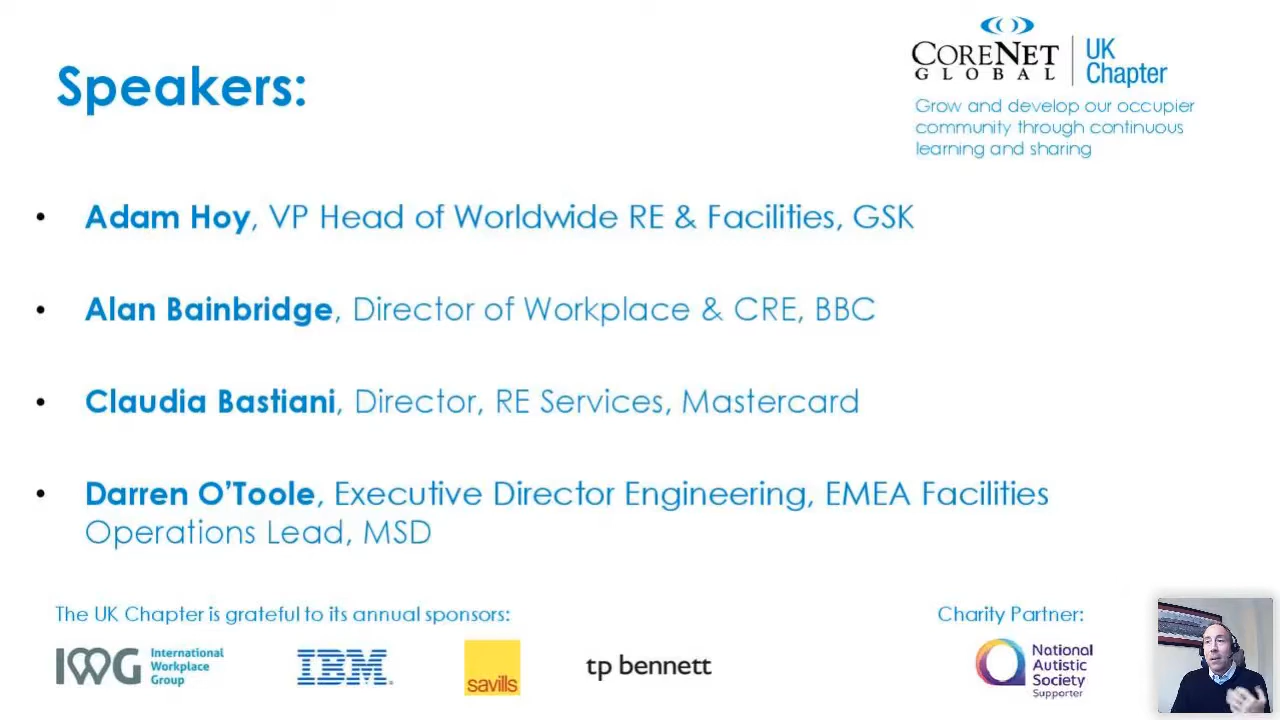 Speakers:
CORENET
GLOBAL
UK
Chapter
Grow and develop our occupier
community through continuous
learning and sharing
• Adam Hoy, VP Head of Worldwide RE & Facilities, GSK
• Alan Bainbridge, Director of Workplace & CRE, BBC
• Claudia Bastiani, Director, RE Services, Mastercard
• Darren O’Toole, Executive Director Engineering, EMEA Facilities
Operations Lead, MSD
The UK Chapter is grateful to its annual sponsors:
Charity Partner:
IWG
International
Workplace
Group
IBM®
savills
tp bennett
National
Autistic
Society
Supporter